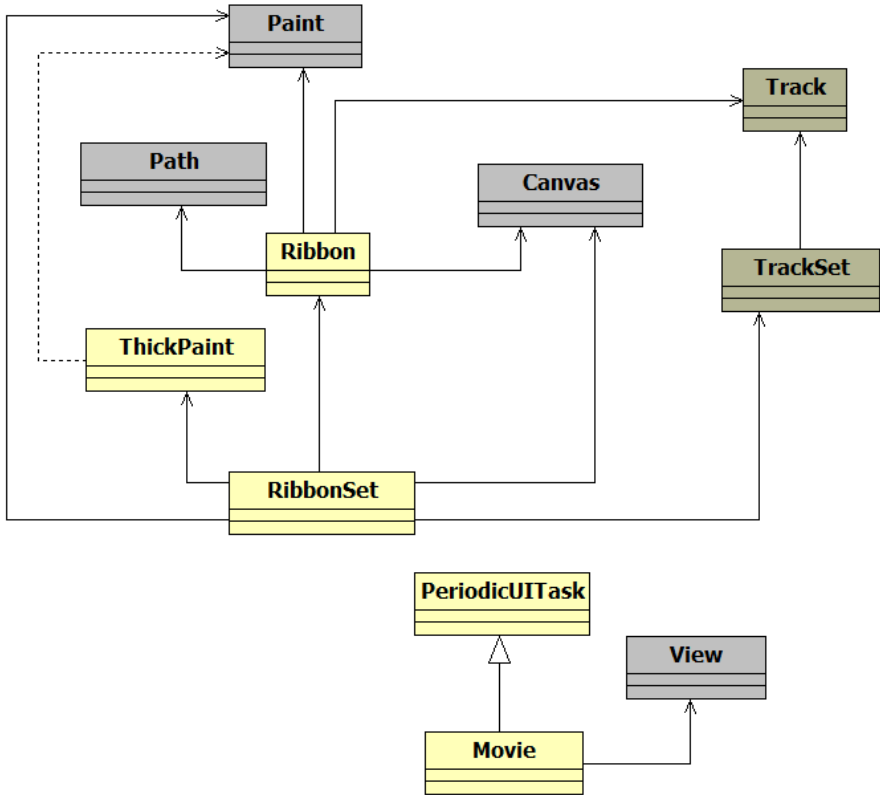 Paint
Track
Path
Canvas
Ribbon
TrackSet
ThickPaint
RibbonSet
PeriodicUITask
View
Movie